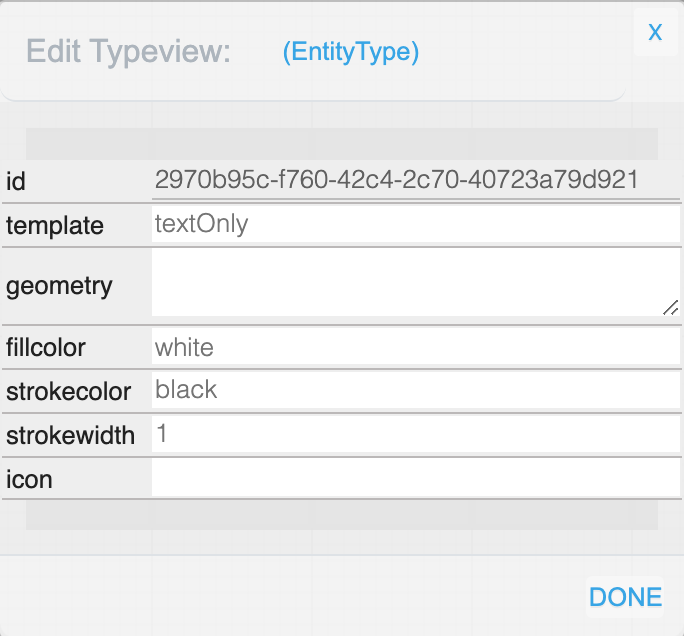 Edit Typeview: (EntityType) X
id 2970b95c-f760-42c4-2c70-40723a79d921
template textOnly
geometry
fillcolor white
strokecolor black
strokewidth 1
icon
DONE